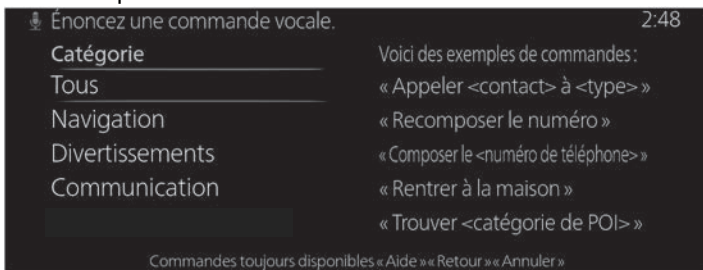 Énoncez une commande vocale. 2:48
Catégorie
Tous
Navigation
Divertissements
Communication
Voici des exemples de commandes :
« Appeler <contact> à <type> »
« Recomposer le numéro »
« Composer le <numéro de téléphone> »
« Rentrer à la maison »
« Trouver <catégorie de POI> »
Commandes toujours disponibles « Aide » « Retour » « Annuler »